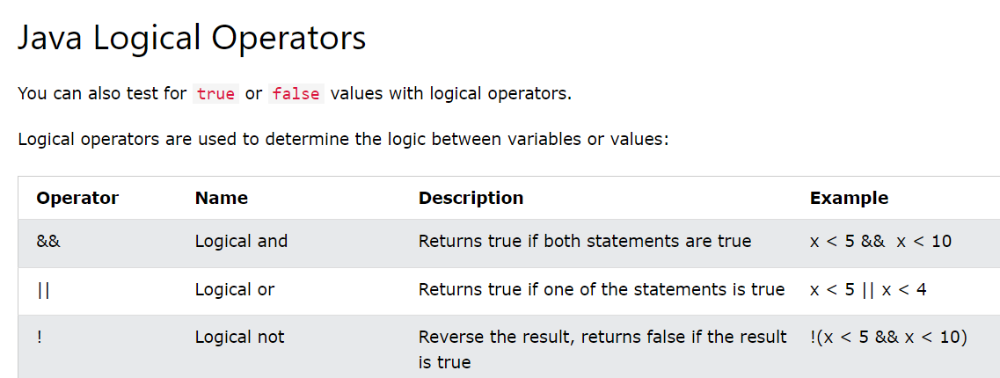 Java Logical Operators
You can also test for true or false values with logical operators.
Logical operators are used to determine the logic between variables or values:
Operator Name Description Example
&& Logical and Returns true if both statements are true x < 5 &&  x < 10
|| Logical or Returns true if one of the statements is true x < 5 || x < 4
! Logical not Reverse the result, returns false if the result !(x < 5 && x < 10)
is true